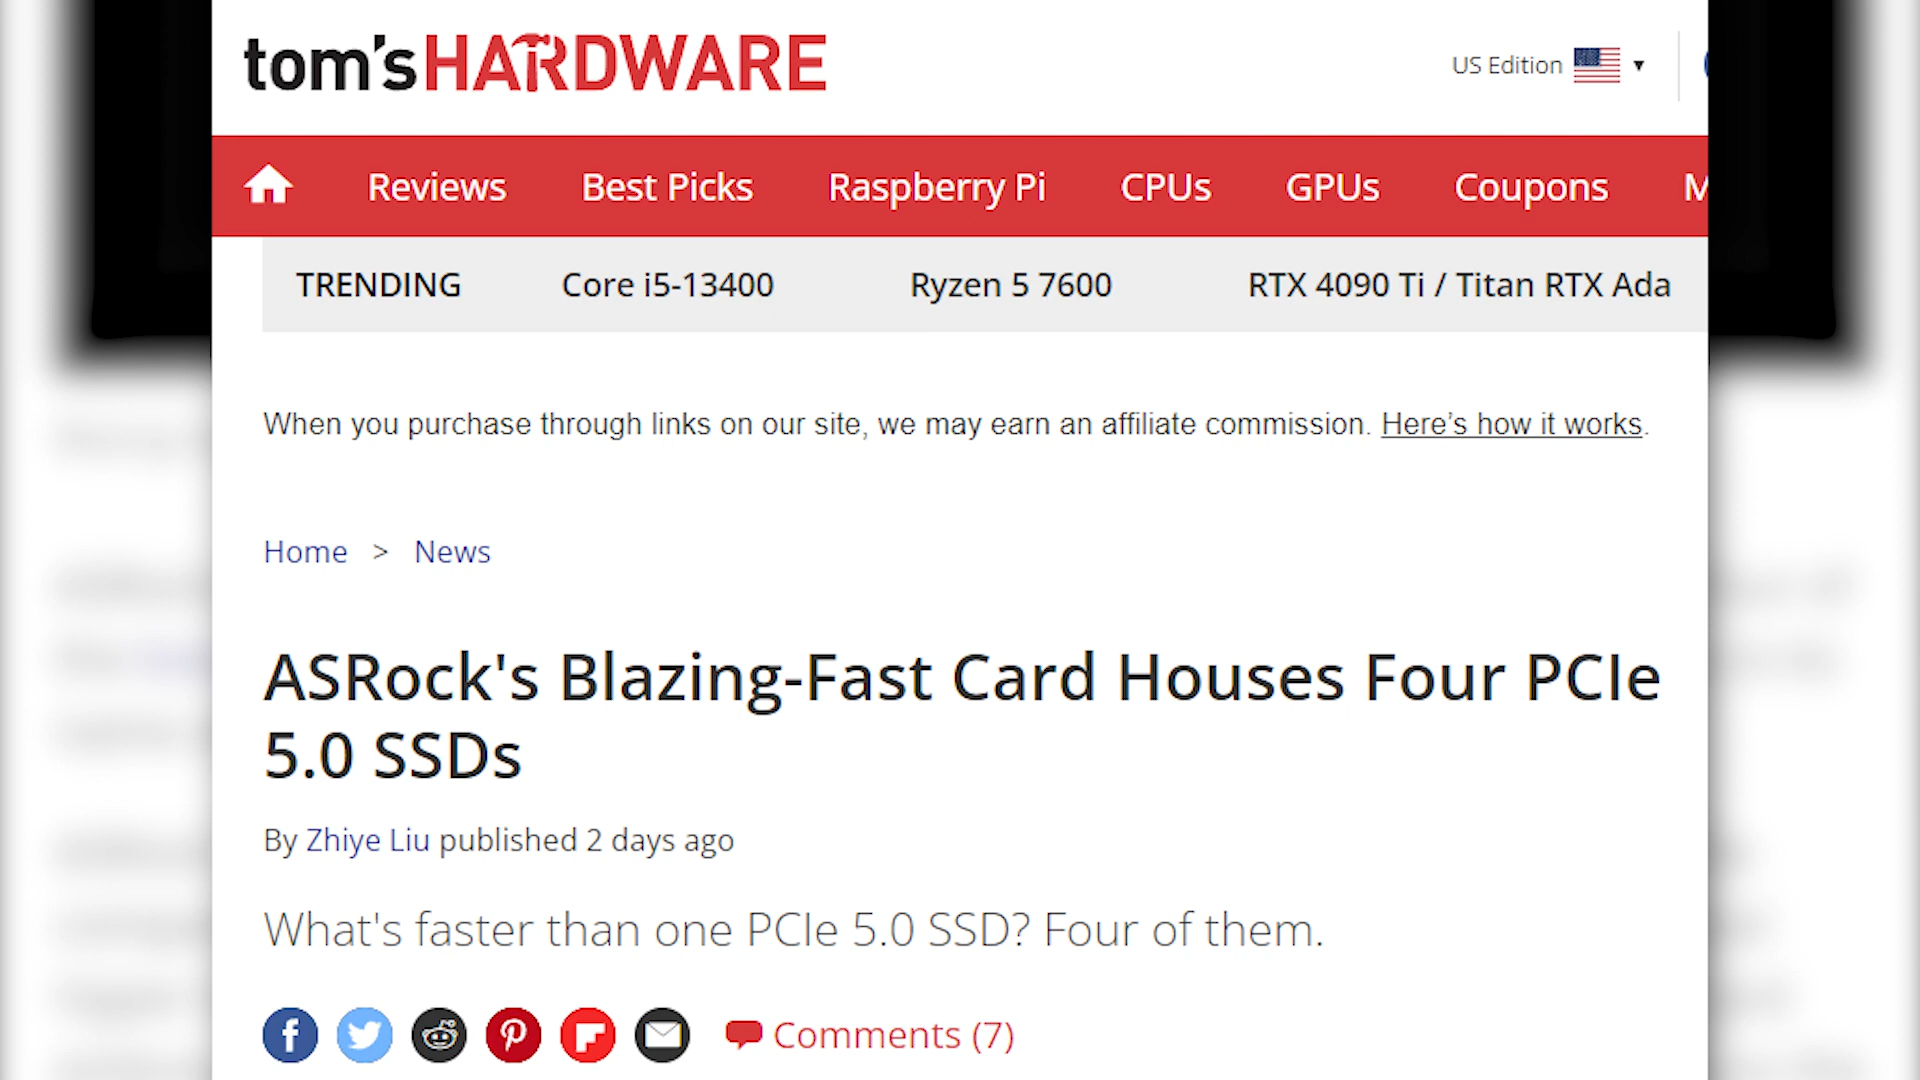 tom'sHARDWARE
US Edition
Reviews Best Picks Raspberry Pi CPUs GPUs Coupons M
TRENDING Core i5-13400 Ryzen 5 7600 RTX 4090 Ti / Titan RTX Ada
When you purchase through links on our site, we may earn an affiliate commission. Here's how it works.
Home > News
ASRock's Blazing-Fast Card Houses Four PCIe
5.0 SSDs
By Zhiye Liu published 2 days ago
What's faster than one PCIe 5.0 SSD? Four of them.
Comments (7)